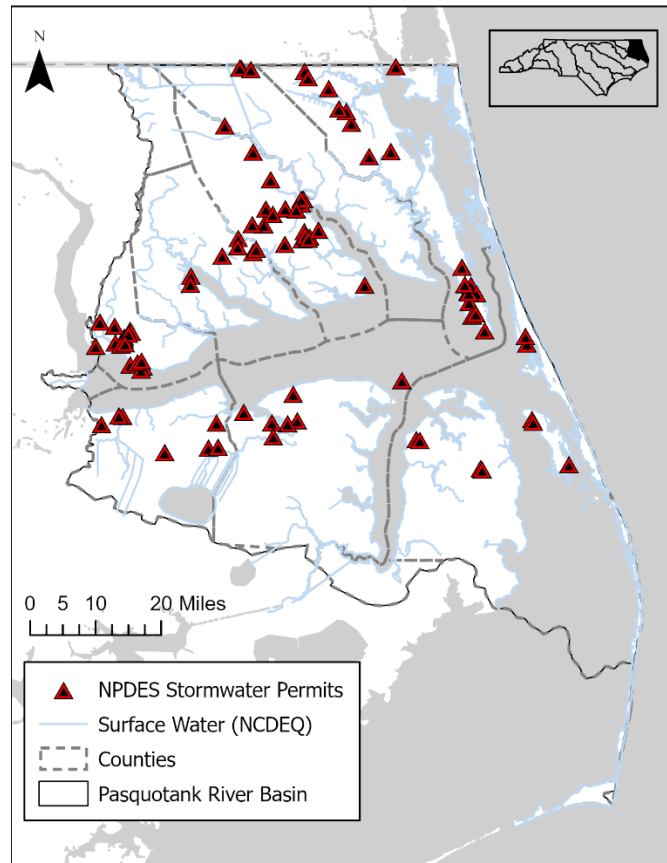 N
0 5 10 20 Miles
NPDES Stormwater Permits
Surface Water (NCDEQ)
Counties
Pasquotank River Basin